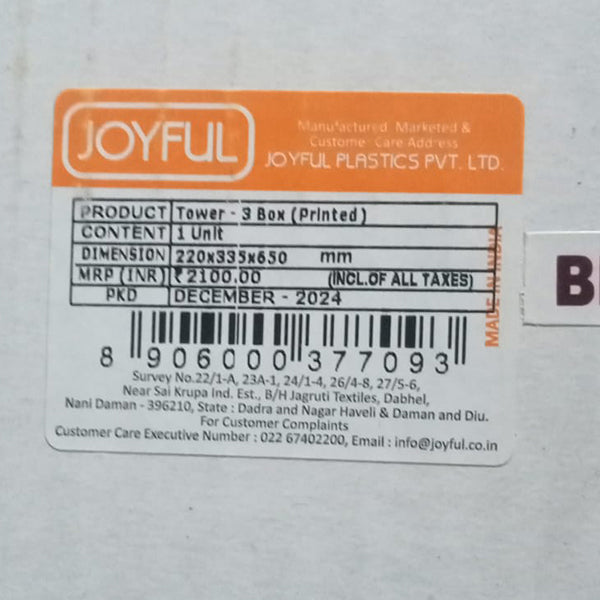 JOYFUL
Manufactured Marketed &
Custome Care Address
JOYFUL PLASTICS PVT. LTD.
PRODUCT Tower - 3 Box (Printed)
CONTENT 1 Unit
DIMENSION 220x335x650 mm
MRP (INR) ₹2100.00 (INCL.OF ALL TAXES)
PKD DECEMBER - 2024
MADE IN INDIA
8 906000 377093
Survey No.22/1-A, 23A-1, 24/1-4, 26/4-8, 27/5-6,
Near Sai Krupa Ind. Est., B/H Jagruti Textiles, Dabhel,
Nani Daman - 396210, State : Dadra and Nagar Haveli & Daman and Diu.
For Customer Complaints
Customer Care Executive Number : 022 67402200, Email : info@joyful.co.in